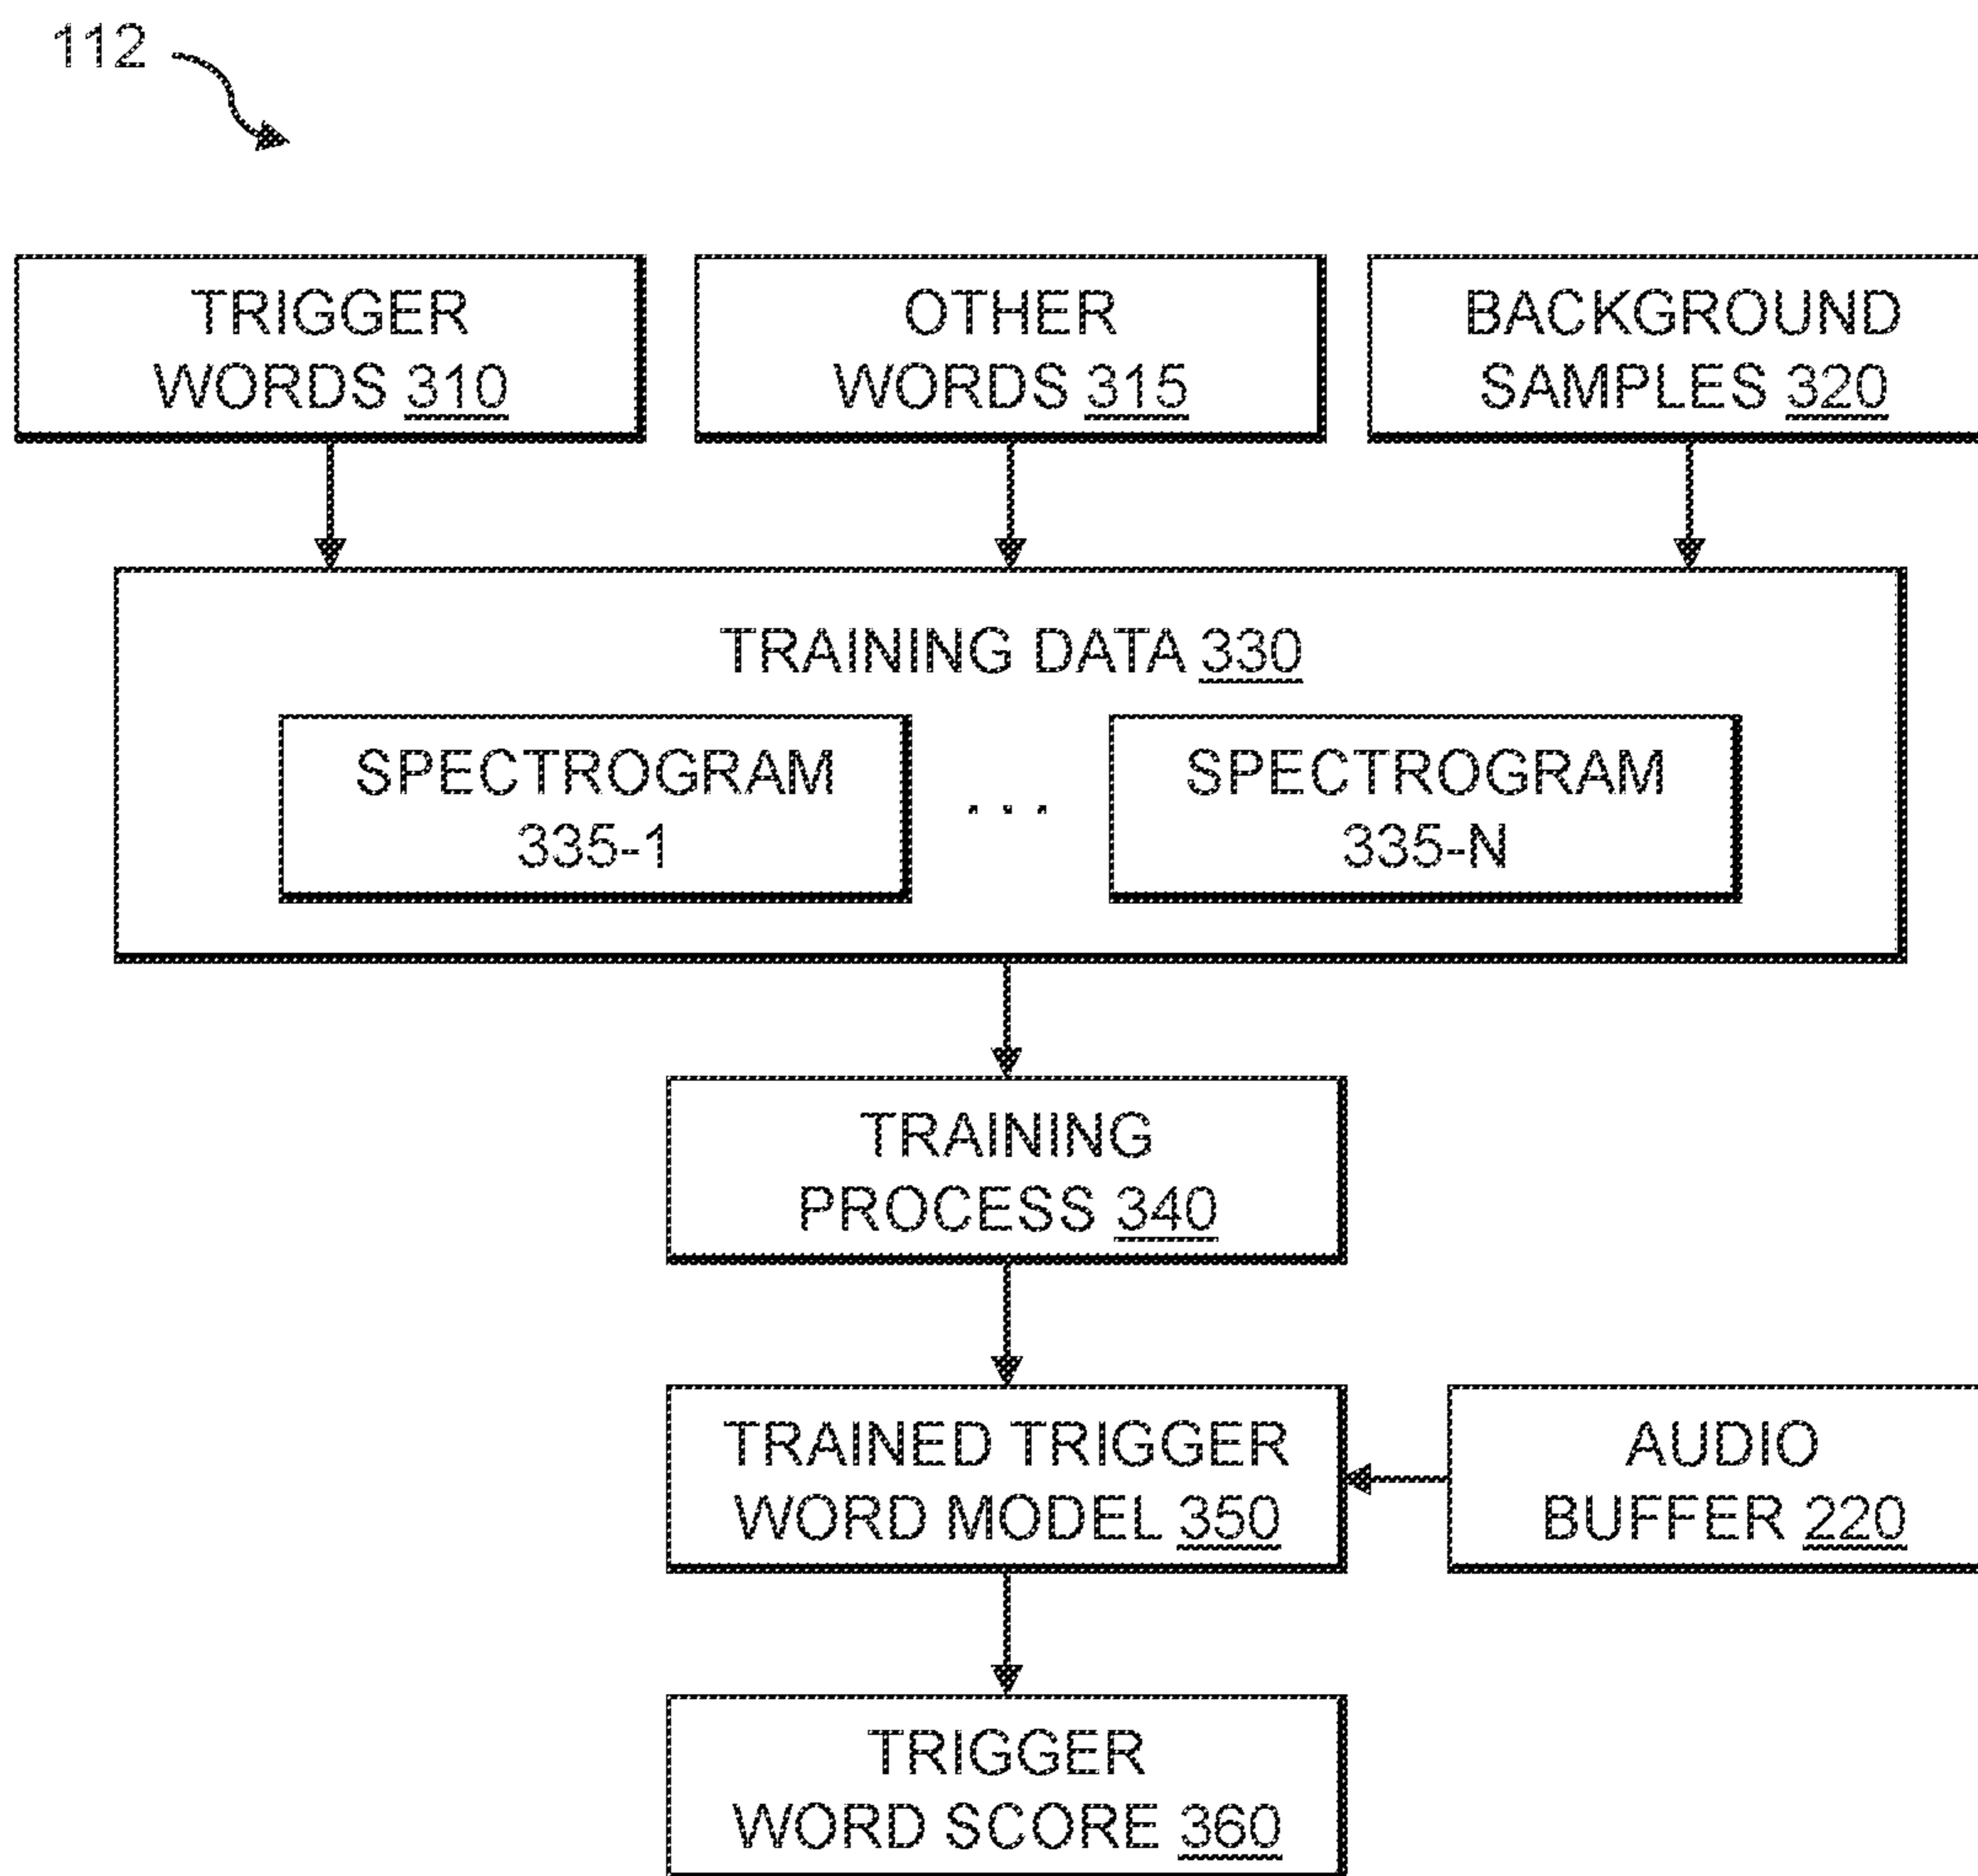 112
TRIGGER
WORDS 310
OTHER
WORDS 315
BACKGROUND
SAMPLES 320
TRAINING DATA 330
SPECTROGRAM
335-1
. . .
SPECTROGRAM
335-N
TRAINING
PROCESS 340
TRAINED TRIGGER
WORD MODEL 350
AUDIO
BUFFER 220
TRIGGER
WORD SCORE 360